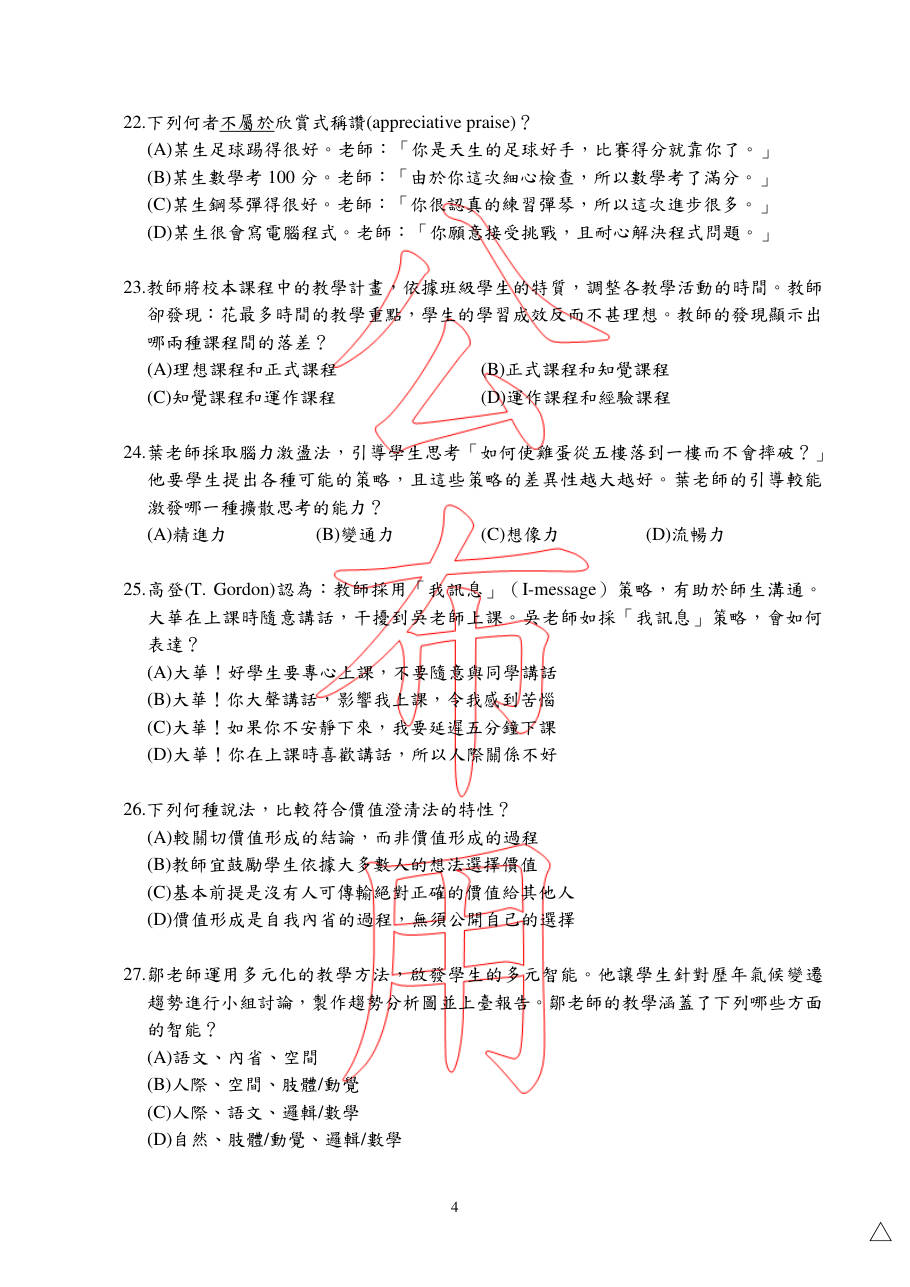 22.下列何者不屬於欣賞式稱讚(appreciative praise)？
(A)某生足球踢得很好。老師：「你是天生的足球好手，比賽得分就靠你了。」
(B)某生數學考 100 分。老師：「由於你這次細心檢查，所以數學考了滿分。」
(C)某生鋼琴彈得很好。老師：「你很認真的練習彈琴，所以這次進步很多。」
(D)某生很會寫電腦程式。老師：「你願意接受挑戰，且耐心解決程式問題。」
23.教師將校本課程中的教學計畫，依據班級學生的特質，調整各教學活動的時間。教師
卻發現：花最多時間的教學重點，學生的學習成效反而不甚理想。教師的發現顯示出
哪兩種課程間的落差？
(A)理想課程和正式課程 (B)正式課程和知覺課程
(C)知覺課程和運作課程 (D)運作課程和經驗課程
24.葉老師採取腦力激盪法，引導學生思考「如何使雞蛋從五樓落到一樓而不會摔破？」
他要學生提出各種可能的策略，且這些策略的差異性越大越好。葉老師的引導較能
激發哪一種擴散思考的能力？
(A)精進力 (B)變通力 (C)想像力 (D)流暢力
25.高登(T. Gordon)認為：教師採用「我訊息」（I-message）策略，有助於師生溝通。
大華在上課時隨意講話，干擾到吳老師上課。吳老師如採「我訊息」策略，會如何
表達？
(A)大華！好學生要專心上課，不要隨意與同學講話
(B)大華！你大聲講話，影響我上課，令我感到苦惱
(C)大華！如果你不安靜下來，我要延遲五分鐘下課
(D)大華！你在上課時喜歡講話，所以人際關係不好
26.下列何種說法，比較符合價值澄清法的特性？
(A)較關切價值形成的結論，而非價值形成的過程
(B)教師宜鼓勵學生依據大多數人的想法選擇價值
(C)基本前提是沒有人可傳輸絕對正確的價值給其他人
(D)價值形成是自我內省的過程，無須公開自己的選擇
27.鄒老師運用多元化的教學方法，啟發學生的多元智能。他讓學生針對歷年氣候變遷
趨勢進行小組討論，製作趨勢分析圖並上臺報告。鄒老師的教學涵蓋了下列哪些方面
的智能？
(A)語文、內省、空間
(B)人際、空間、肢體/動覺
(C)人際、語文、邏輯/數學
(D)自然、肢體/動覺、邏輯/數學
4
公布用